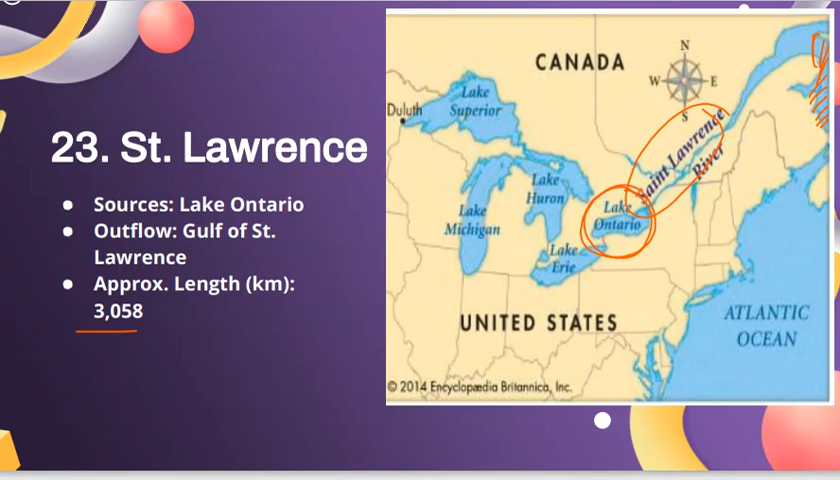 23. St. Lawrence
Sources: Lake Ontario
Outflow: Gulf of St.
Lawrence
Approx. Length (km):
3,058
CANADA
N
W
E
S
Duluth
Lake
Superior
Saint Lawrence
River
Lake
Huron
Lake
Michigan
Lake
Ontario
Lake
Erie
UNITED STATES
ATLANTIC
OCEAN
© 2014 Encyclopædia Britannica, Inc.